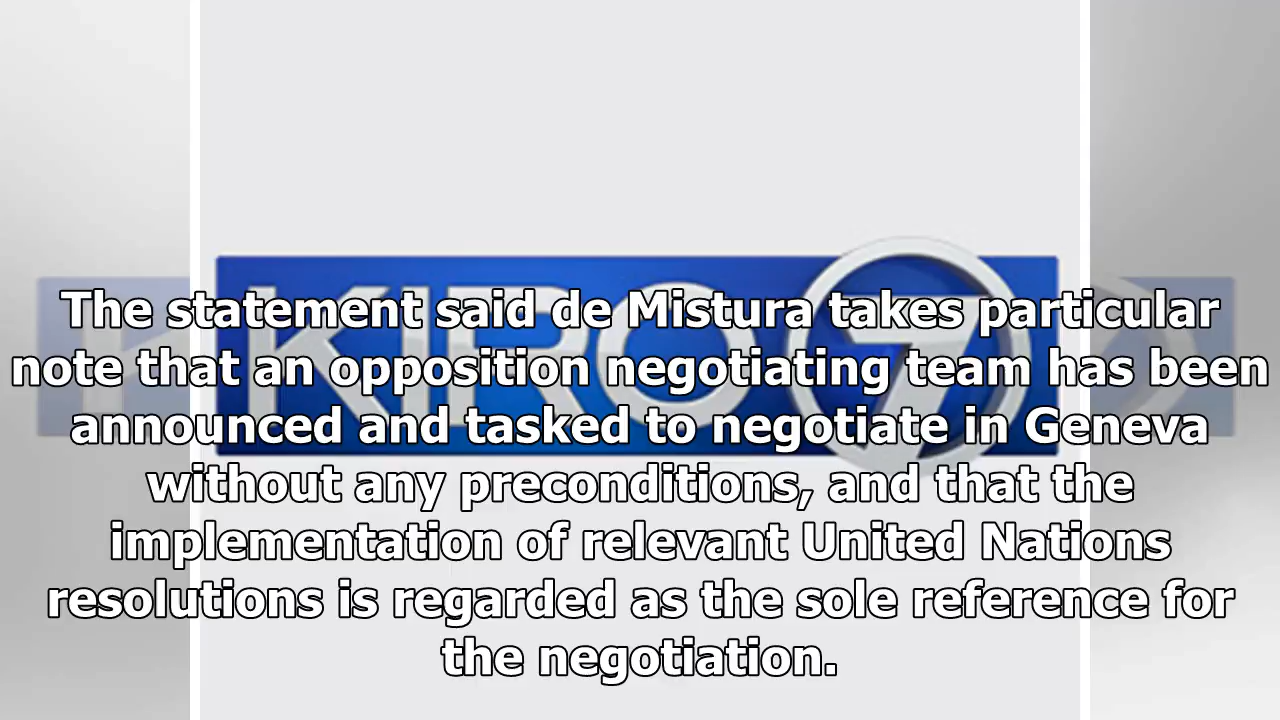 KIRO 7
The statement said de Mistura takes particular
note that an opposition negotiating team has been
announced and tasked to negotiate in Geneva
without any preconditions, and that the
implementation of relevant United Nations
resolutions is regarded as the sole reference for
the negotiation.